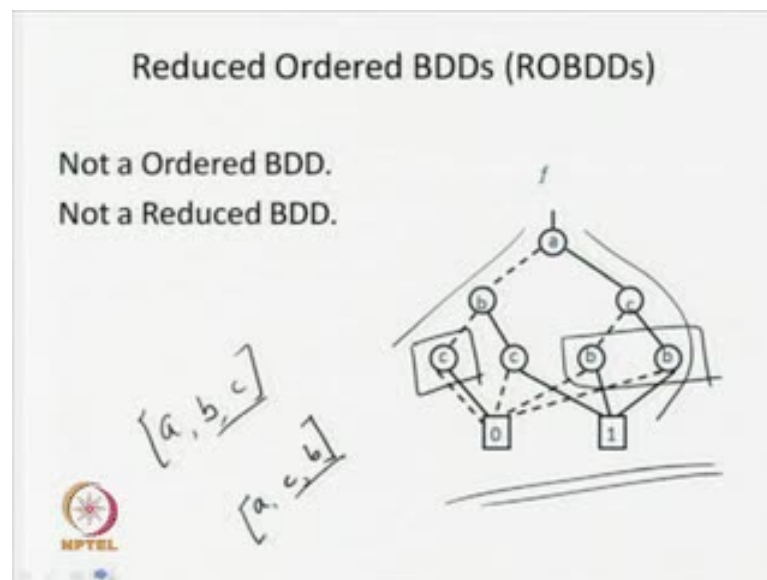 Reduced Ordered BDDs (ROBDDs)
Not a Ordered BDD.
Not a Reduced BDD.
f
a
b
c
c
c
b
b
0
1
[a, b, c]
[a, c, b]
NPTEL